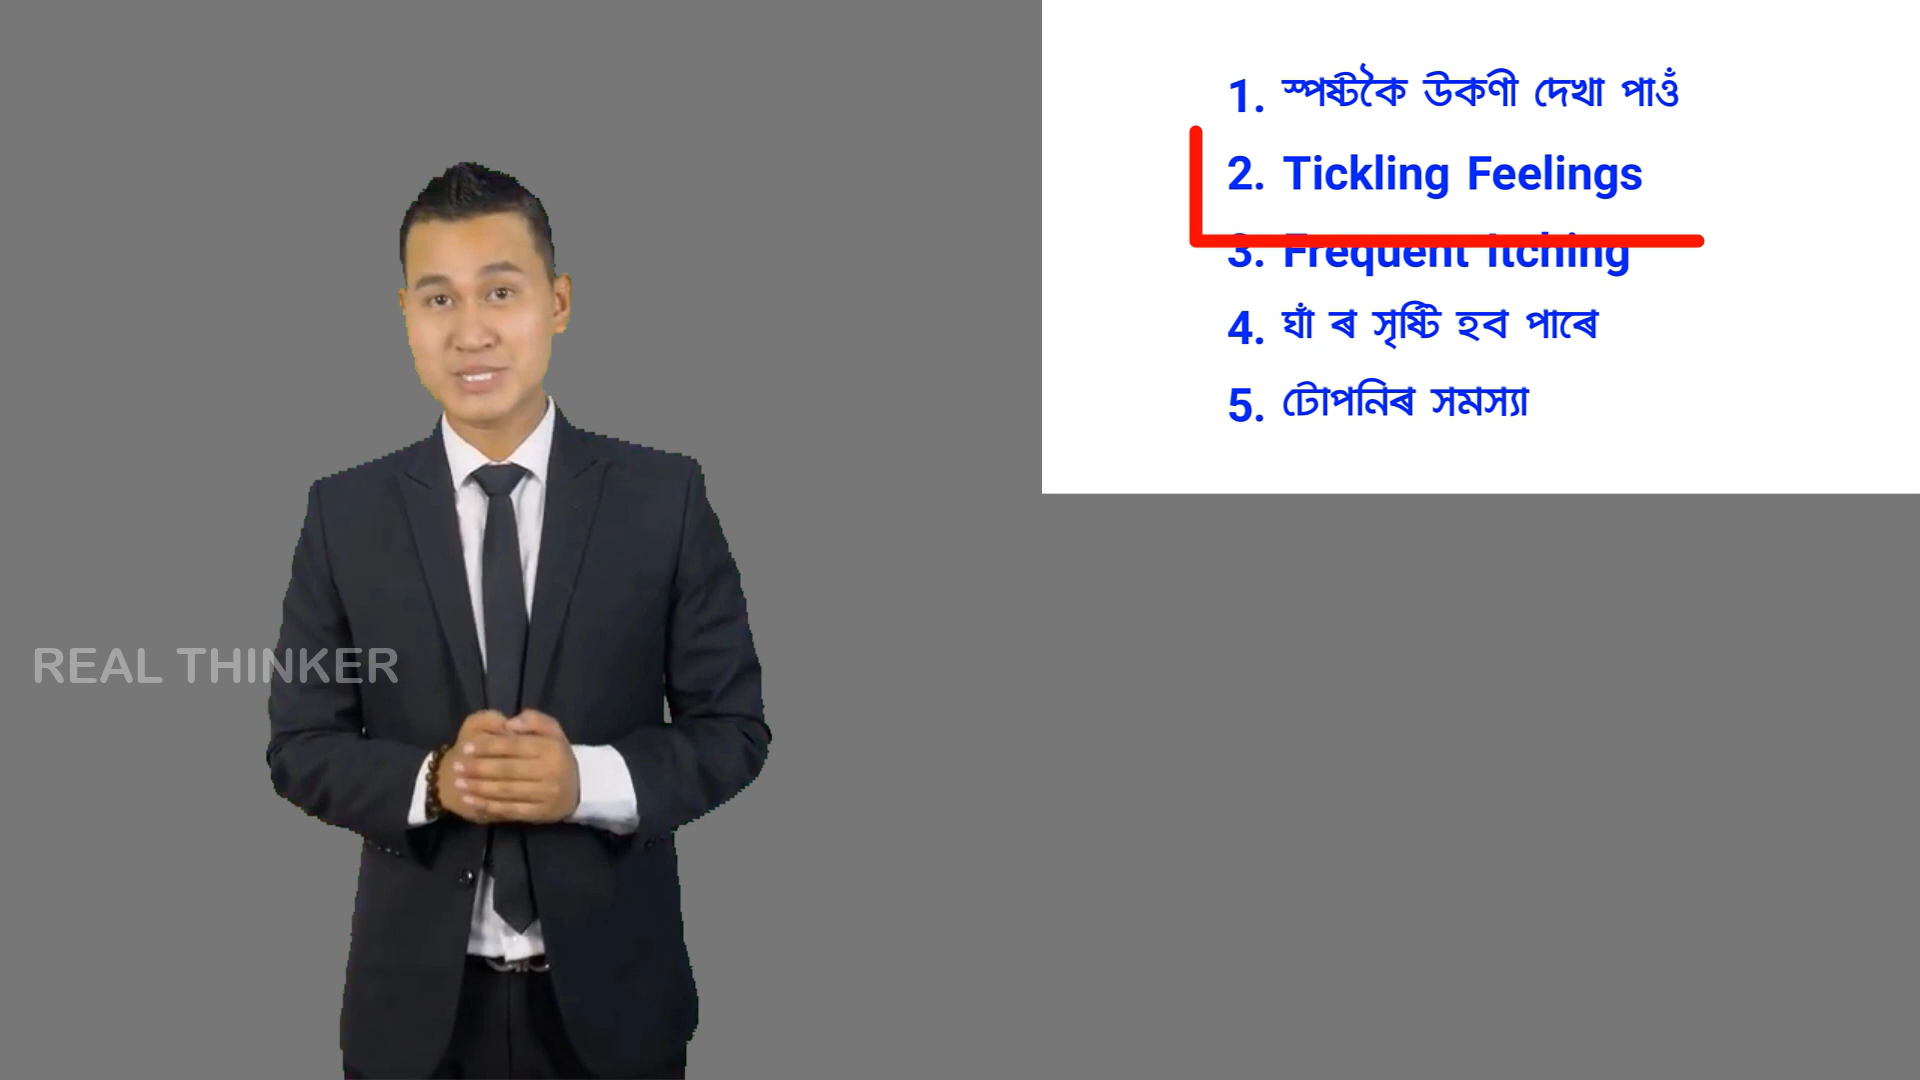 1. স্পষ্টকৈ উকণী দেখা পাওঁ
2. Tickling Feelings
3. Frequent Itching
4. ঘাঁ ৰ সৃষ্টি হব পাৰে
5. টোপনিৰ সমস্যা
REAL THINKER